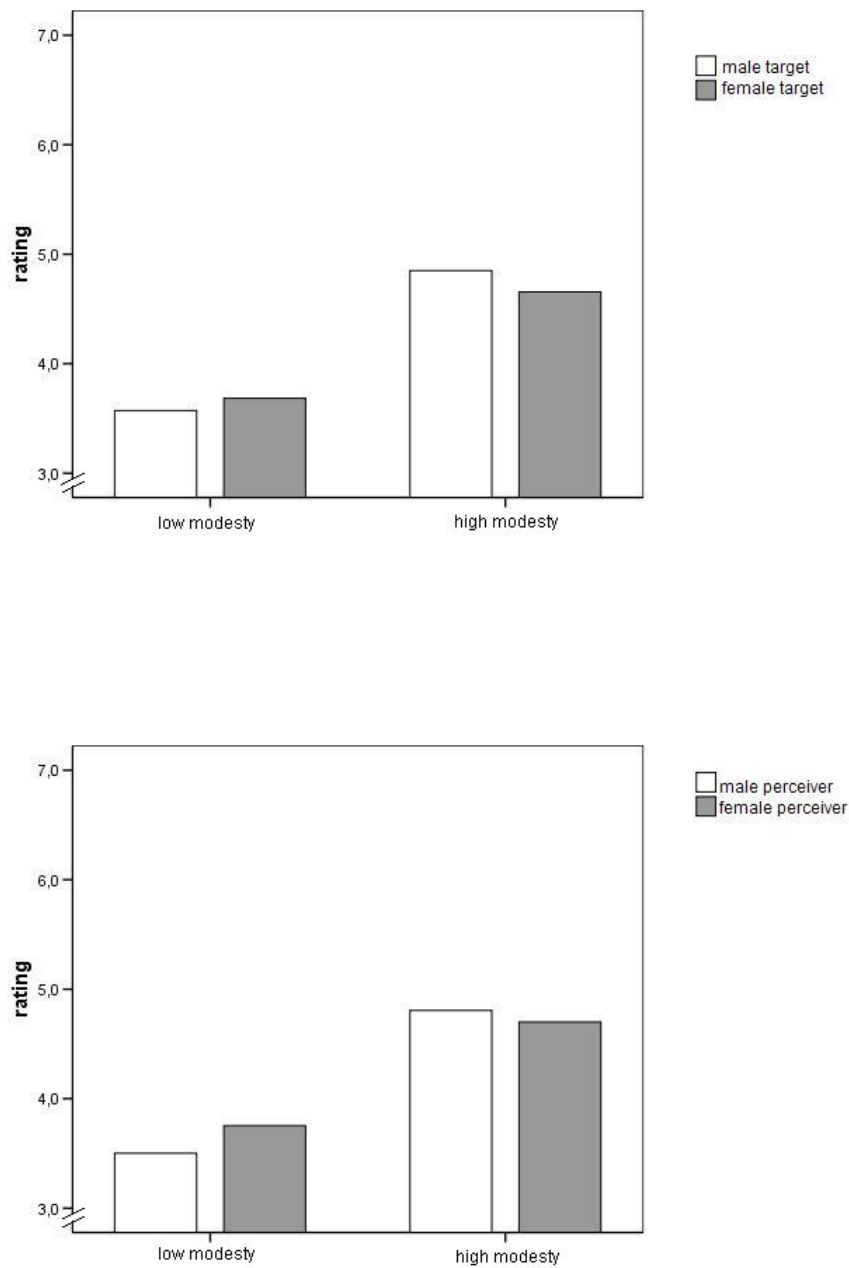 7,0
male target
female target
6,0
5,0
rating
4,0
3,0
low modesty
high modesty
7,0
male perceiver
female perceiver
6,0
5,0
rating
4,0
3,0
low modesty
high modesty